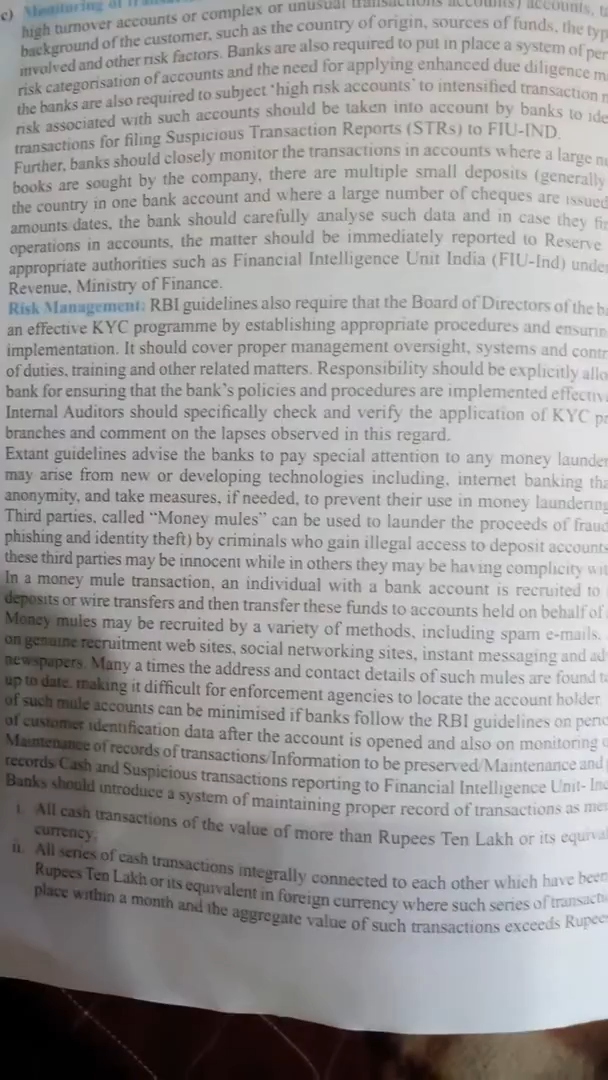 c) Monitoring of accounts, t
high turnover accounts or complex or unusual
background of the customer, such as the country of origin, sources of funds, the typ
involved and other risk factors. Banks are also required to put in place a system of per
risk categorisation of accounts and the need for applying enhanced due diligence m
the banks are also required to subject ‘high risk accounts’ to intensified transaction m
risk associated with such accounts should be taken into account by banks to ide
transactions for filing Suspicious Transaction Reports (STRs) to FIU-IND.
Further, banks should closely monitor the transactions in accounts where a large nu
books are sought by the company, there are multiple small deposits (generally
the country in one bank account and where a large number of cheques are issued
amounts dates, the bank should carefully analyse such data and in case they fin
operations in accounts, the matter should be immediately reported to Reserve
appropriate authorities such as Financial Intelligence Unit India (FIU-Ind) under
Revenue, Ministry of Finance.
Risk Management: RBI guidelines also require that the Board of Directors of the ba
an effective KYC programme by establishing appropriate procedures and ensurin
implementation. It should cover proper management oversight, systems and contr
of duties, training and other related matters. Responsibility should be explicitly allo
bank for ensuring that the bank’s policies and procedures are implemented effectiv
Internal Auditors should specifically check and verify the application of KYC pr
branches and comment on the lapses observed in this regard.
Extant guidelines advise the banks to pay special attention to any money launder
may arise from new or developing technologies including, internet banking tha
anonymity, and take measures, if needed, to prevent their use in money laundering
Third parties, called “Money mules” can be used to launder the proceeds of fraud
phishing and identity theft) by criminals who gain illegal access to deposit accounts
these third parties may be innocent while in others they may be having complicity wit
In a money mule transaction, an individual with a bank account is recruited to
deposits or wire transfers and then transfer these funds to accounts held on behalf of
Money mules may be recruited by a variety of methods, including spam e-mails.
on genuine recruitment web sites, social networking sites, instant messaging and ad
newspapers. Many a times the address and contact details of such mules are found t
up to date, making it difficult for enforcement agencies to locate the account holder
of such mule accounts can be minimised if banks follow the RBI guidelines on perio
of customer identification data after the account is opened and also on monitoring
Maintenance of records of transactions/Information to be preserved/Maintenance and
records Cash and Suspicious transactions reporting to Financial Intelligence Unit- Ind
Banks should introduce a system of maintaining proper record of transactions as men
i. All cash transactions of the value of more than Rupees Ten Lakh or its equival
currency.
ii. All series of cash transactions integrally connected to each other which have been
Rupees Ten Lakh or its equivalent in foreign currency where such series of transacti
place within a month and the aggregate value of such transactions exceeds Rupees